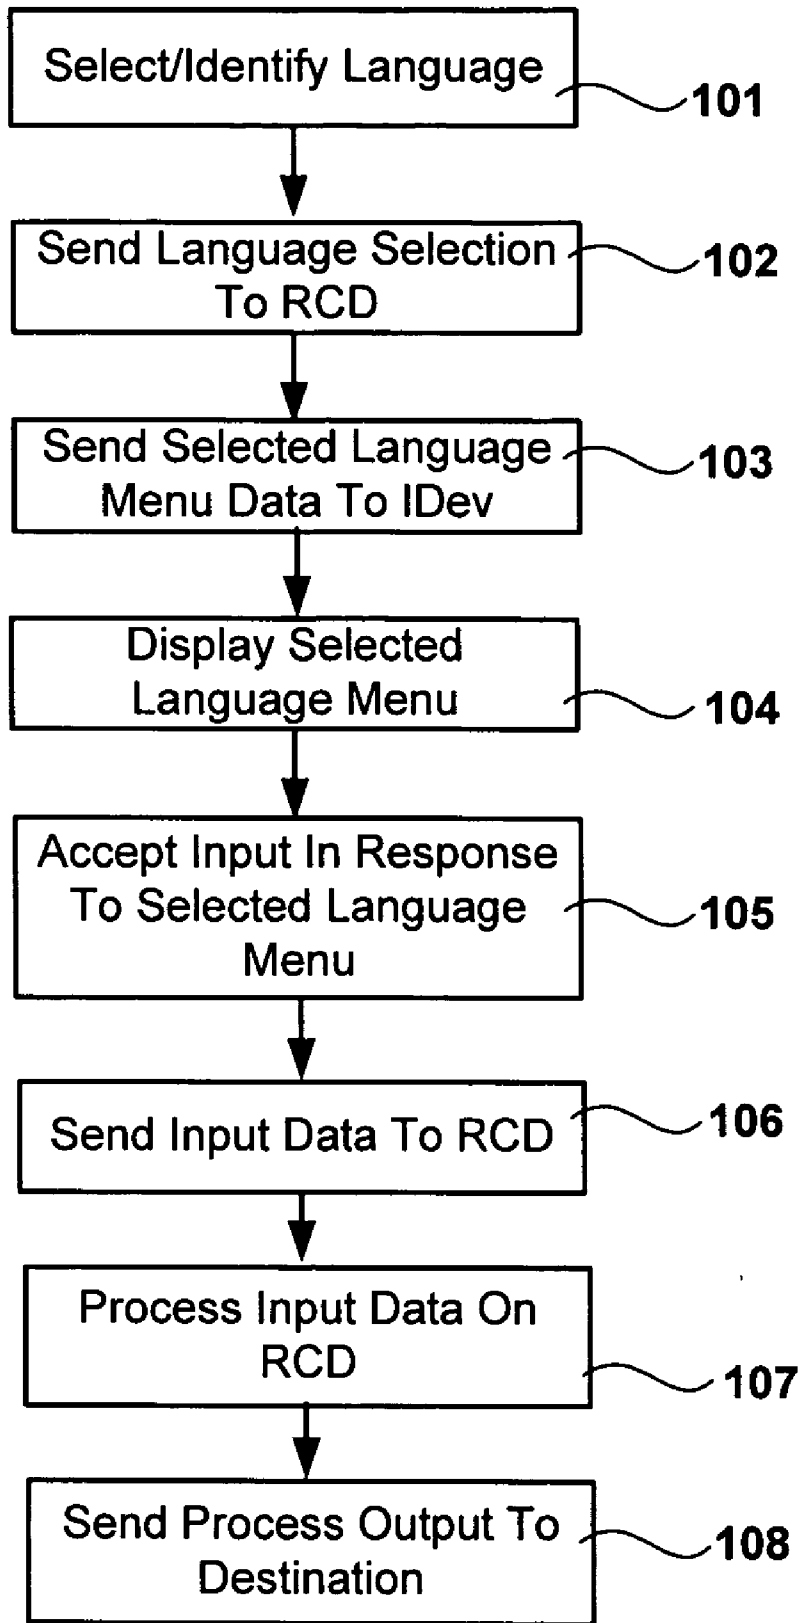 Select/Identify Language
101
Send Language Selection
To RCD
102
Send Selected Language
Menu Data To IDev
103
Display Selected
Language Menu
104
Accept Input In Response
To Selected Language
Menu
105
Send Input Data To RCD
106
Process Input Data On
RCD
107
Send Process Output To
Destination
108